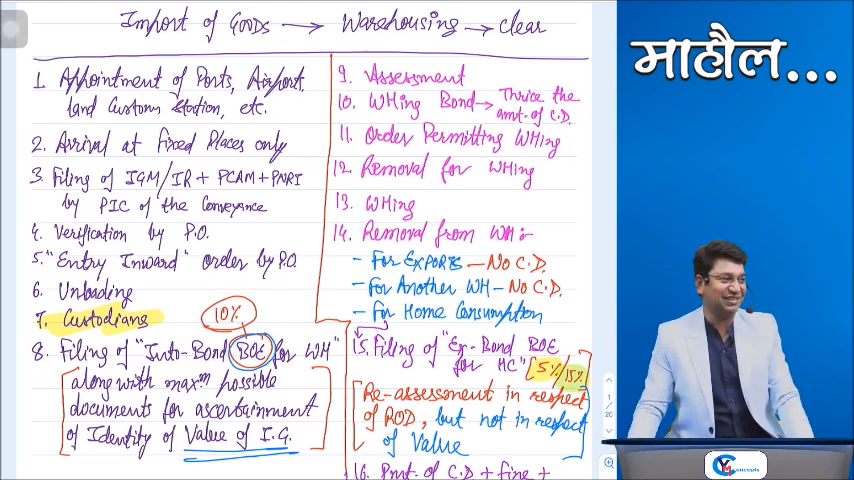 Import of Goods → Warehousing → clear
1. Appointment of Ports, Airport,
land Custom Station, etc.
2. Arrival at fixed Places only
3. Filing of IGM/IR + PCAM + PNRI
by PIC of the Conveyance
4. Verification by P.O.
5. "Entry Inward" order by P.O.
6. Unloading
7. Custodians
10%
8. Filing of "Into-Bond BOE for WH"
along with maxm possible
documents for ascertainment
of Identity of Value of I.G.
9. Assessment
10. WHing Bond → Thrice the
amt. of C.D.
11. Order Permitting WHing
12. Removal for WHing
13. WHing
14. Removal from WH :-
- For EXPORTS - No C.D.
- For Another WH - No C.D.
- For Home Consumption
15. Filing of "Ex-Bond BOE
for HC" [5%/15%]
Re-assessment in respect
of ROD, but not in respect
of Value
16. Pmt. of C.D + fine +
माहौल...
1
20
concepts